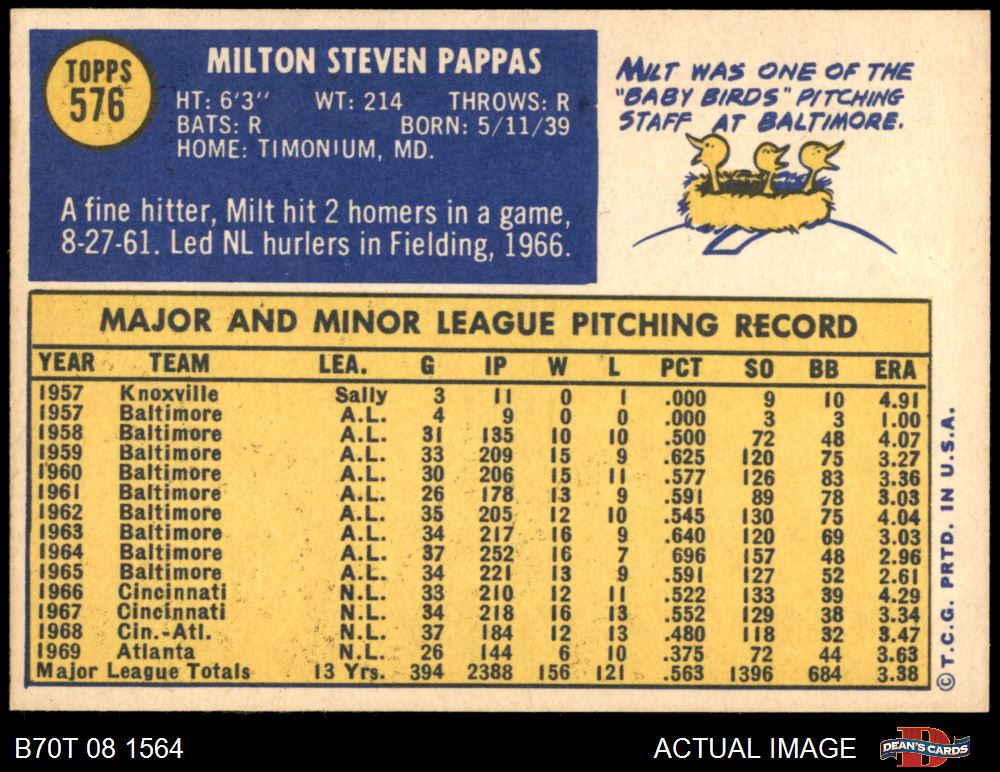 TOPPS
576
MILTON STEVEN PAPPAS
HT: 6'3" WT: 214 THROWS: R
BATS: R BORN: 5/11/39
HOME: TIMONIUM, MD.
A fine hitter, Milt hit 2 homers in a game,
8-27-61. Led NL hurlers in Fielding, 1966.
MILT WAS ONE OF THE
"BABY BIRDS" PITCHING
STAFF AT BALTIMORE.
MAJOR AND MINOR LEAGUE PITCHING RECORD
YEAR TEAM LEA. G IP W L PCT SO BB ERA
1957 Knoxville Sally 3 11 0 1 .000 9 10 4.91
1957 Baltimore A.L. 4 9 0 0 .000 3 3 1.00
1958 Baltimore A.L. 31 135 10 10 .500 72 48 4.07
1959 Baltimore A.L. 33 209 15 9 .625 120 75 3.27
1960 Baltimore A.L. 30 206 15 11 .577 126 83 3.36
1961 Baltimore A.L. 26 178 13 9 .591 89 78 3.03
1962 Baltimore A.L. 35 205 12 10 .545 130 75 4.04
1963 Baltimore A.L. 34 217 16 9 .640 120 69 3.03
1964 Baltimore A.L. 37 252 16 7 696 157 48 2.96
1965 Baltimore A.L. 34 221 13 9 .591 127 52 2.61
1966 Cincinnati N.L. 33 210 12 11 .522 133 39 4.29
1967 Cincinnati N.L. 34 218 16 13 .552 129 38 3.34
1968 Cin.-Atl. N.L. 37 184 12 13 .480 118 32 3.47
1969 Atlanta N.L. 26 144 6 10 .375 72 44 3.63
Major League Totals 13 Yrs. 394 2388 156 121 .563 1396 684 3.38
©T.C.G. PRTD. IN U.S.A.
B70T 08 1564
ACTUAL IMAGE
DEAN'S CARDS